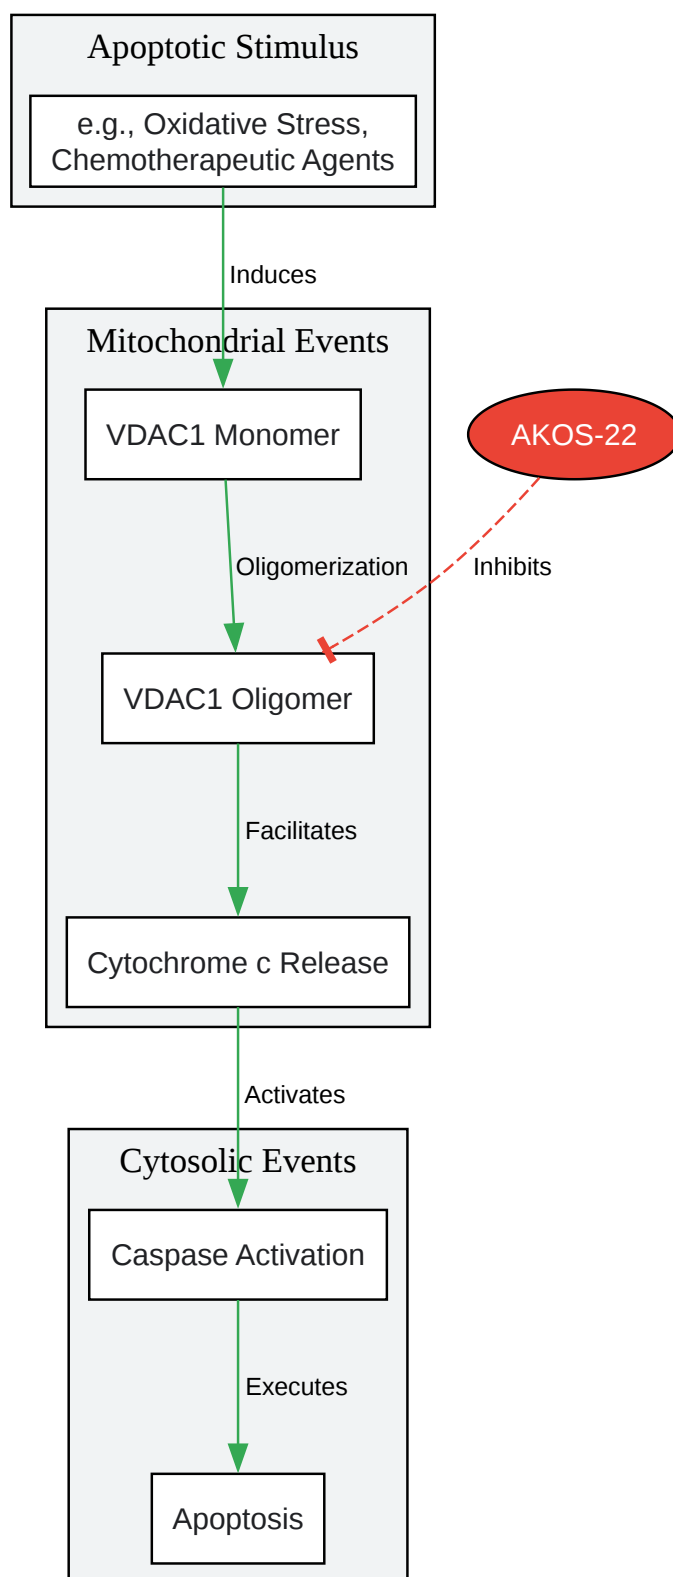 Apoptotic Stimulus
e.g., Oxidative Stress,
Chemotherapeutic Agents
Induces
Mitochondrial Events
VDAC1 Monomer
AKOS-22
Oligomerization
Inhibits
VDAC1 Oligomer
Facilitates
Cytochrome c Release
Activates
Cytosolic Events
Caspase Activation
Executes
Apoptosis